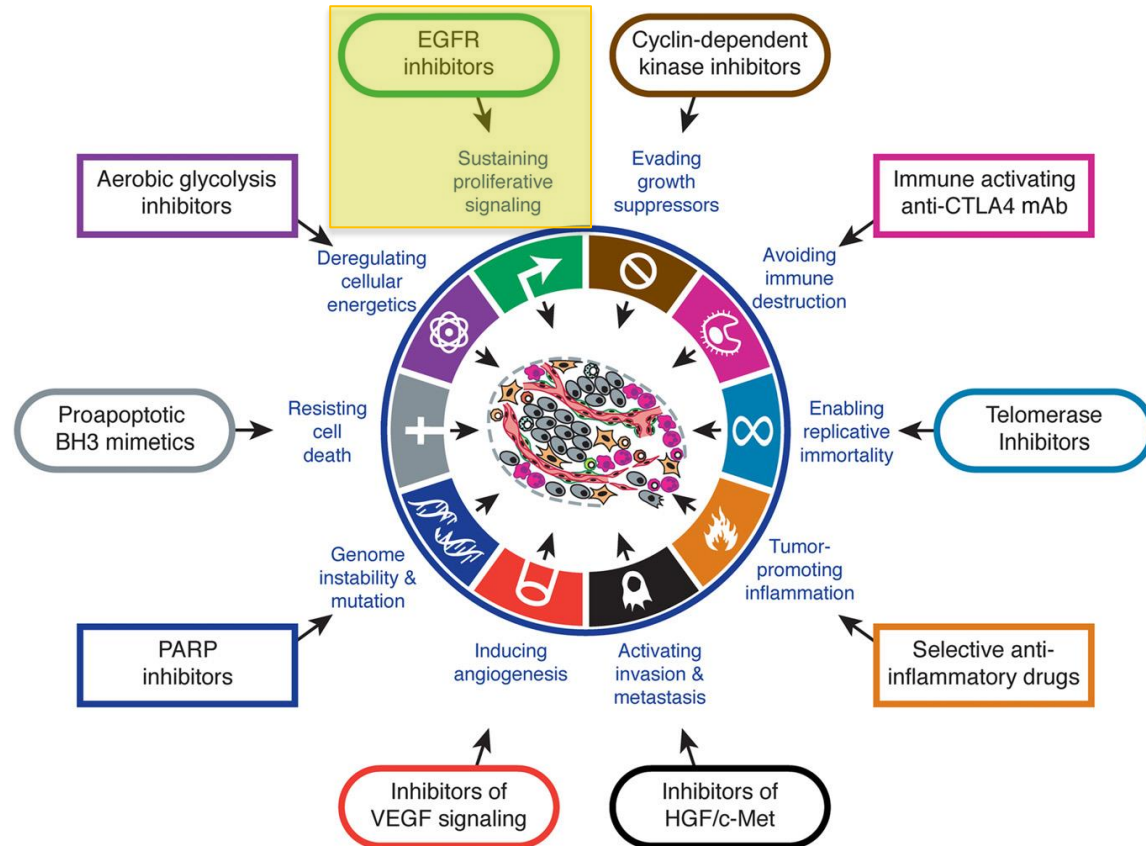 EGFR
inhibitors
Cyclin-dependent
kinase inhibitors
Sustaining
proliferative
signaling
Evading
growth
suppressors
Aerobic glycolysis
inhibitors
Immune activating
anti-CTLA4 mAb
Deregulating
cellular
energetics
Avoiding
immune
destruction
Proapoptotic
BH3 mimetics
Resisting
cell
death
Enabling
replicative
immortality
Telomerase
Inhibitors
Genome
instability &
mutation
Tumor-
promoting
inflammation
PARP
inhibitors
Inducing
angiogenesis
Activating
invasion &
metastasis
Selective anti-
inflammatory drugs
Inhibitors of
VEGF signaling
Inhibitors of
HGF/c-Met